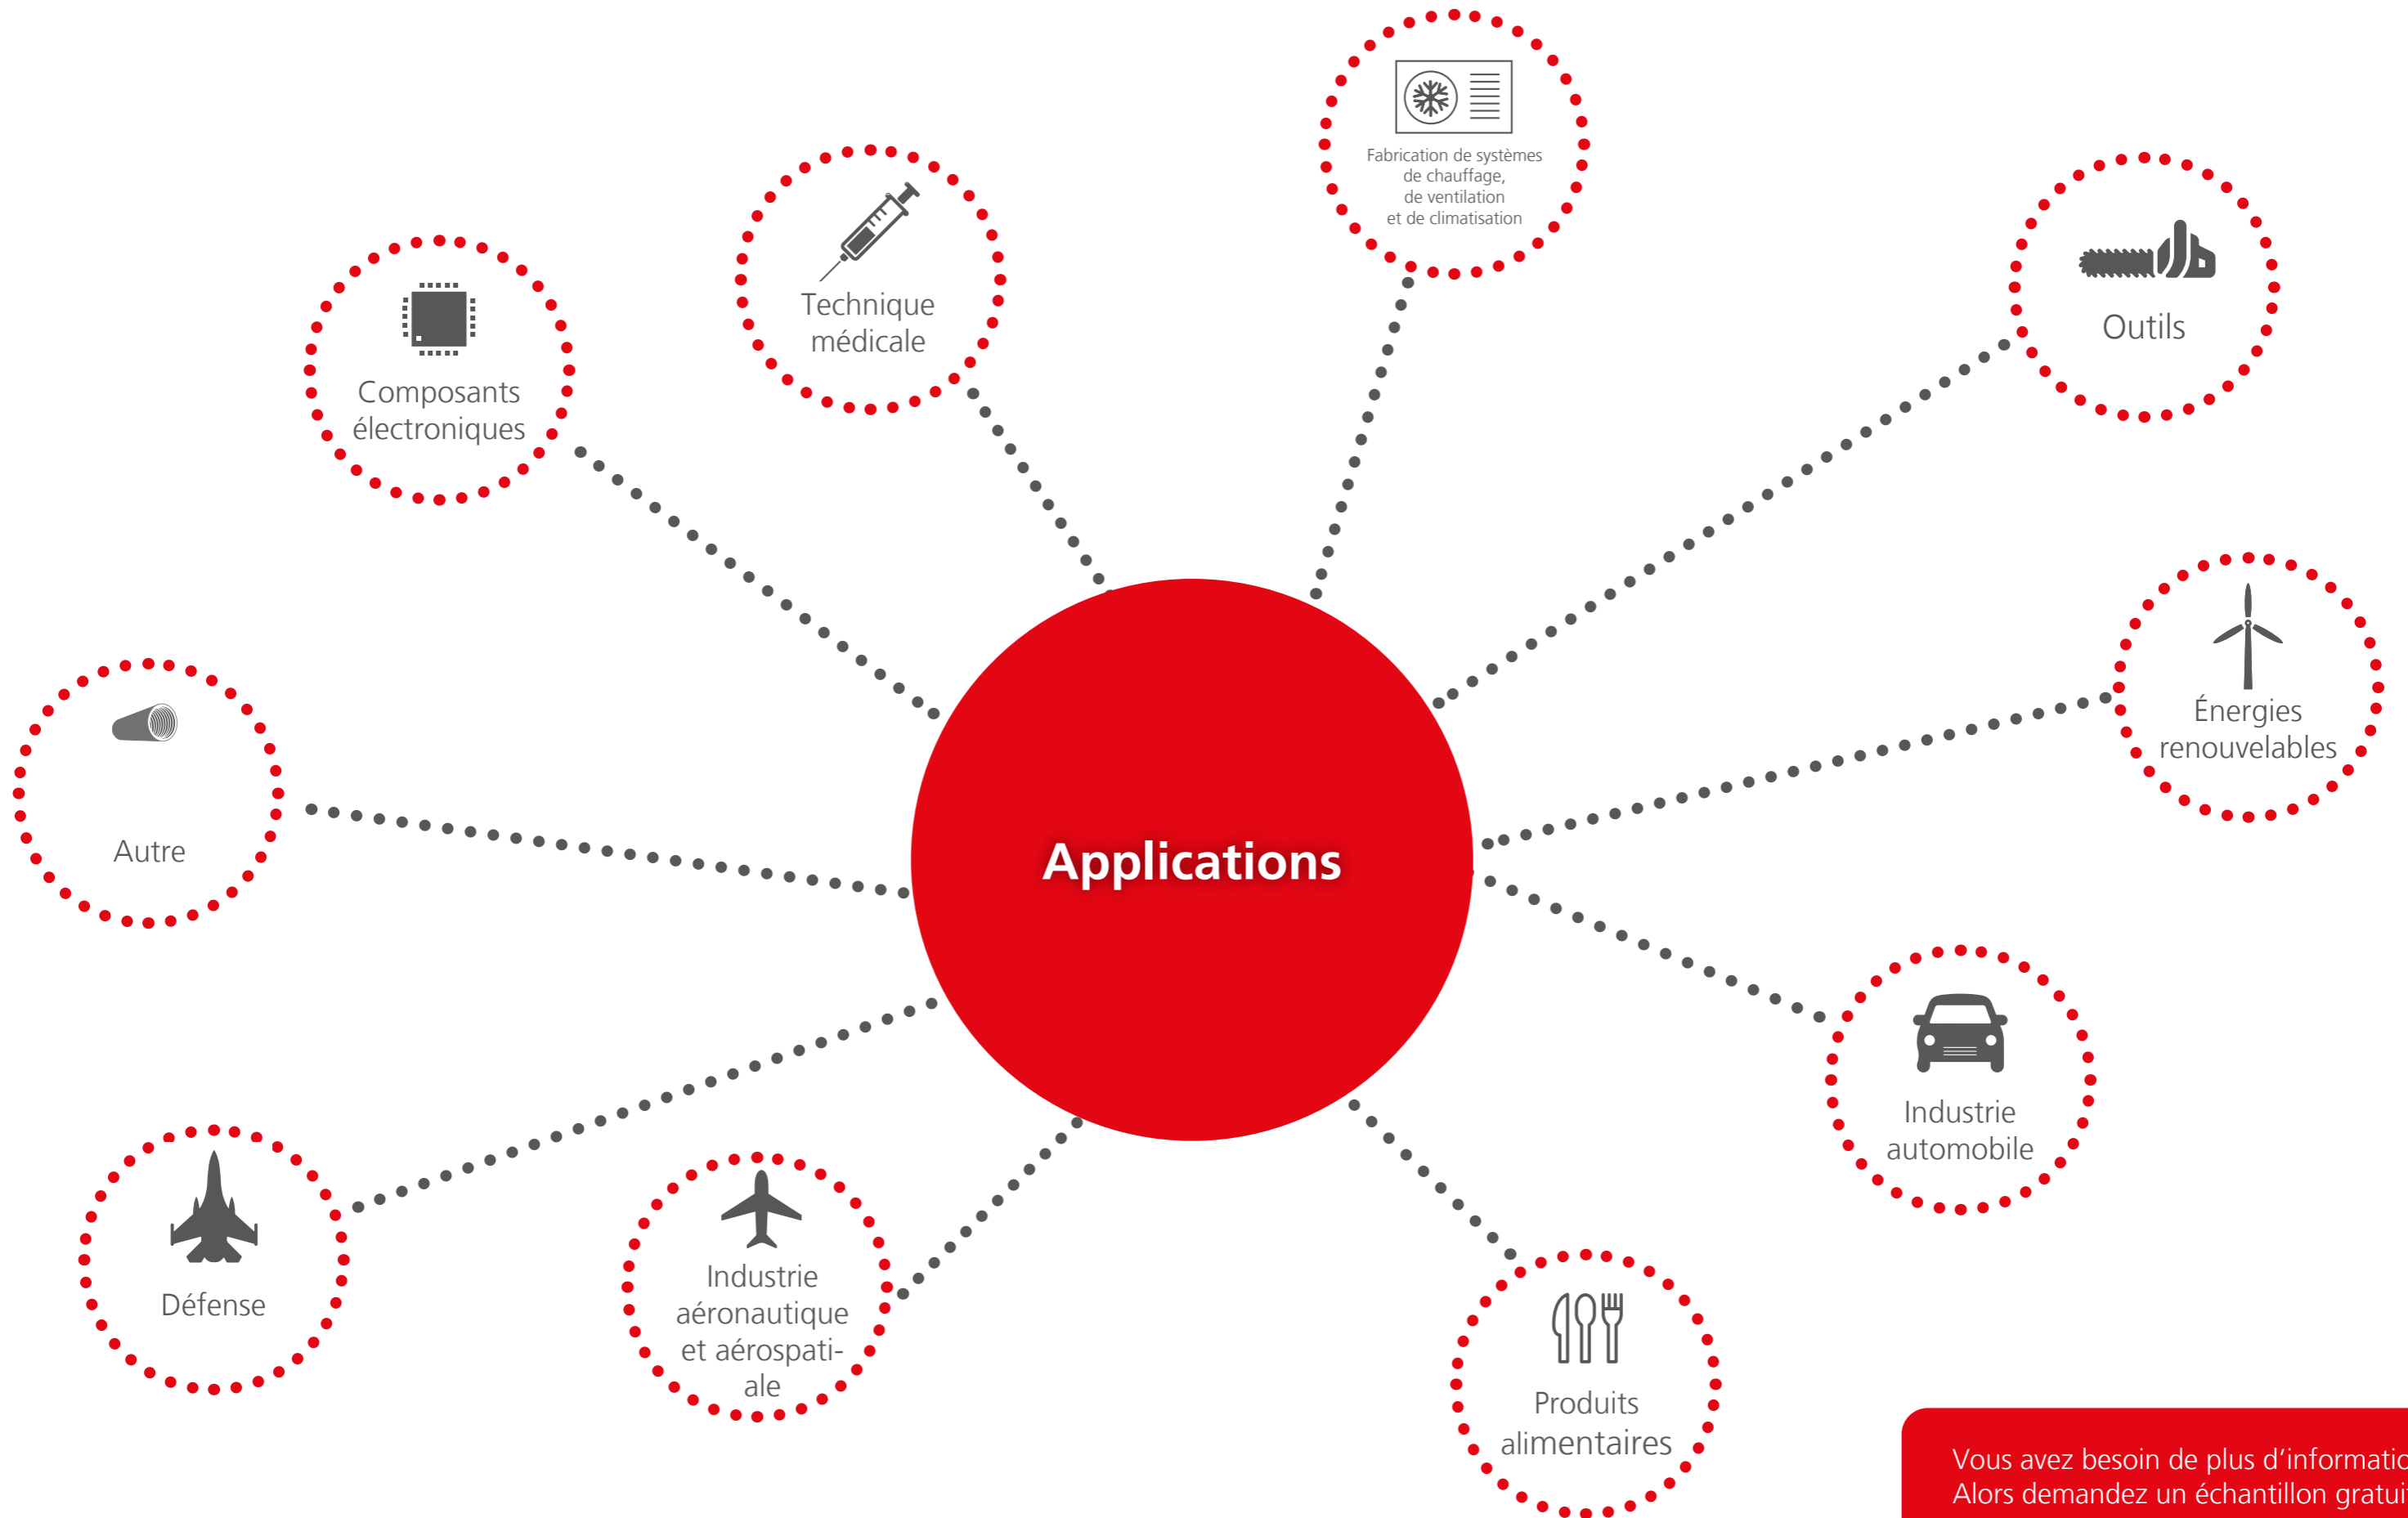 Fabrication de systèmes
de chauffage,
de ventilation
et de climatisation
Technique
médicale
Outils
Composants
électroniques
Énergies
renouvelables
Autre
Applications
Industrie
automobile
Défense
Industrie
aéronautique
et aérospati-
ale
Produits
alimentaires
Vous avez besoin de plus d'informatio
Alors demandez un échantillon gratuit